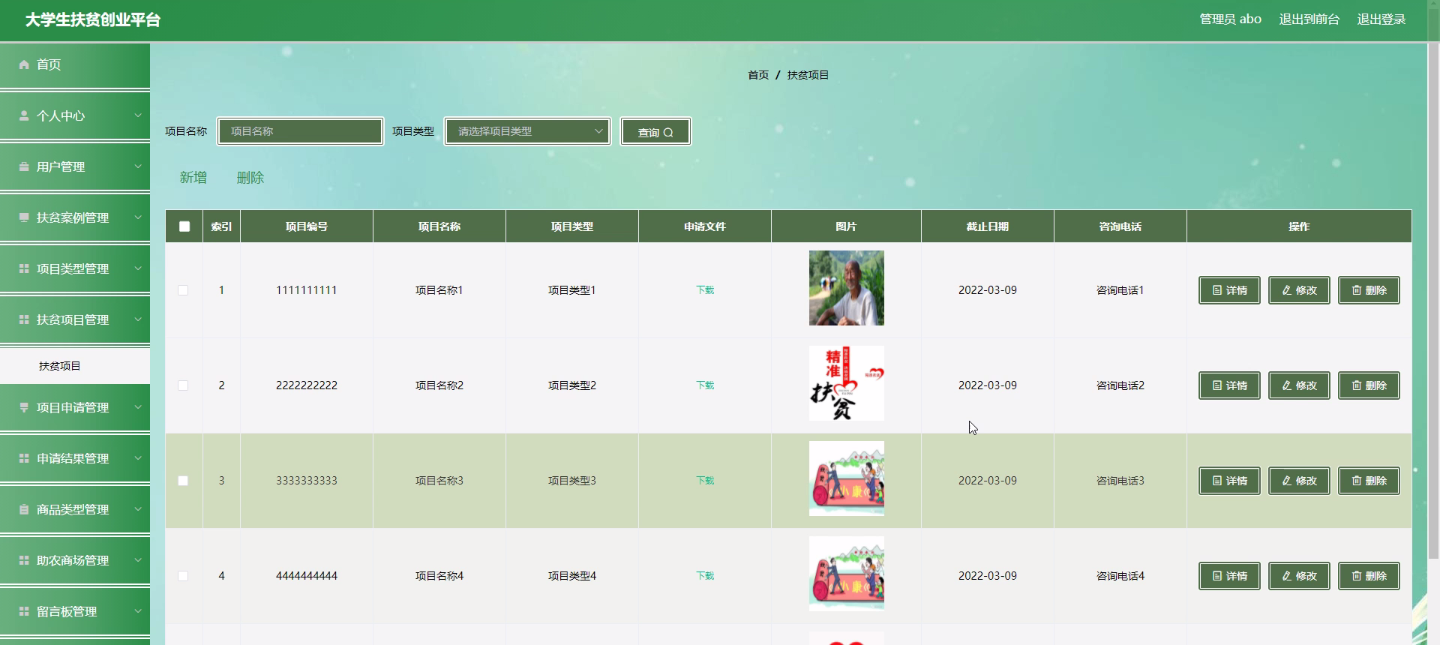 大学生扶贫创业平台
管理员 abo 退出到前台 退出登录
首页
个人中心
用户管理
扶贫案例管理
项目类型管理
扶贫项目管理
扶贫项目
项目申请管理
申请结果管理
商品类型管理
助农商场管理
留言板管理
首页 / 扶贫项目
项目名称 项目名称 项目类型 请选择项目类型 查询
新增 删除
索引 项目编号 项目名称 项目类型 申请文件 图片 截止日期 咨询电话 操作
1 1111111111 项目名称1 项目类型1 下载 2022-03-09 咨询电话1 详情 修改 删除
2 2222222222 项目名称2 项目类型2 下载 精准扶贫 2022-03-09 咨询电话2 详情 修改 删除
3 3333333333 项目名称3 项目类型3 下载 小康 2022-03-09 咨询电话3 详情 修改 删除
4 4444444444 项目名称4 项目类型4 下载 小康 2022-03-09 咨询电话4 详情 修改 删除